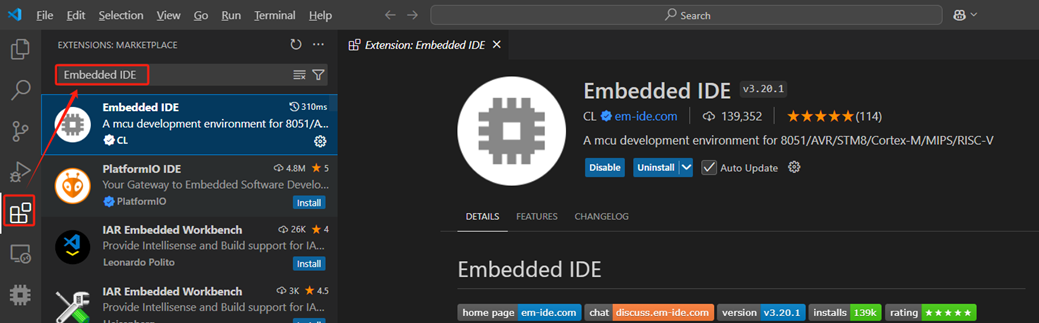 File Edit Selection View Go Run Terminal Help
Search
EXTENSIONS: MARKETPLACE
Embedded IDE
Embedded IDE
310ms
A mcu development environment for 8051/A...
CL
PlatformIO IDE
4.8M ★ 5
Your Gateway to Embedded Software Develo...
PlatformIO
Install
IAR Embedded Workbench
26K ★ 4
Provide Intellisense and Build support for IA...
Leonardo Polito
Install
IAR Embedded Workbench
3K ★ 4.5
Provide Intellisense and Build support for IA...
Install
Extension: Embedded IDE
Embedded IDE v3.20.1
CL em-ide.com | 139,352 | ★★★★★ (114)
A mcu development environment for 8051/AVR/STM8/Cortex-M/MIPS/RISC-V
Disable Uninstall Auto Update
DETAILS FEATURES CHANGELOG
Embedded IDE
home page em-ide.com chat discuss.em-ide.com version v3.20.1 installs 139k rating ★★★★★